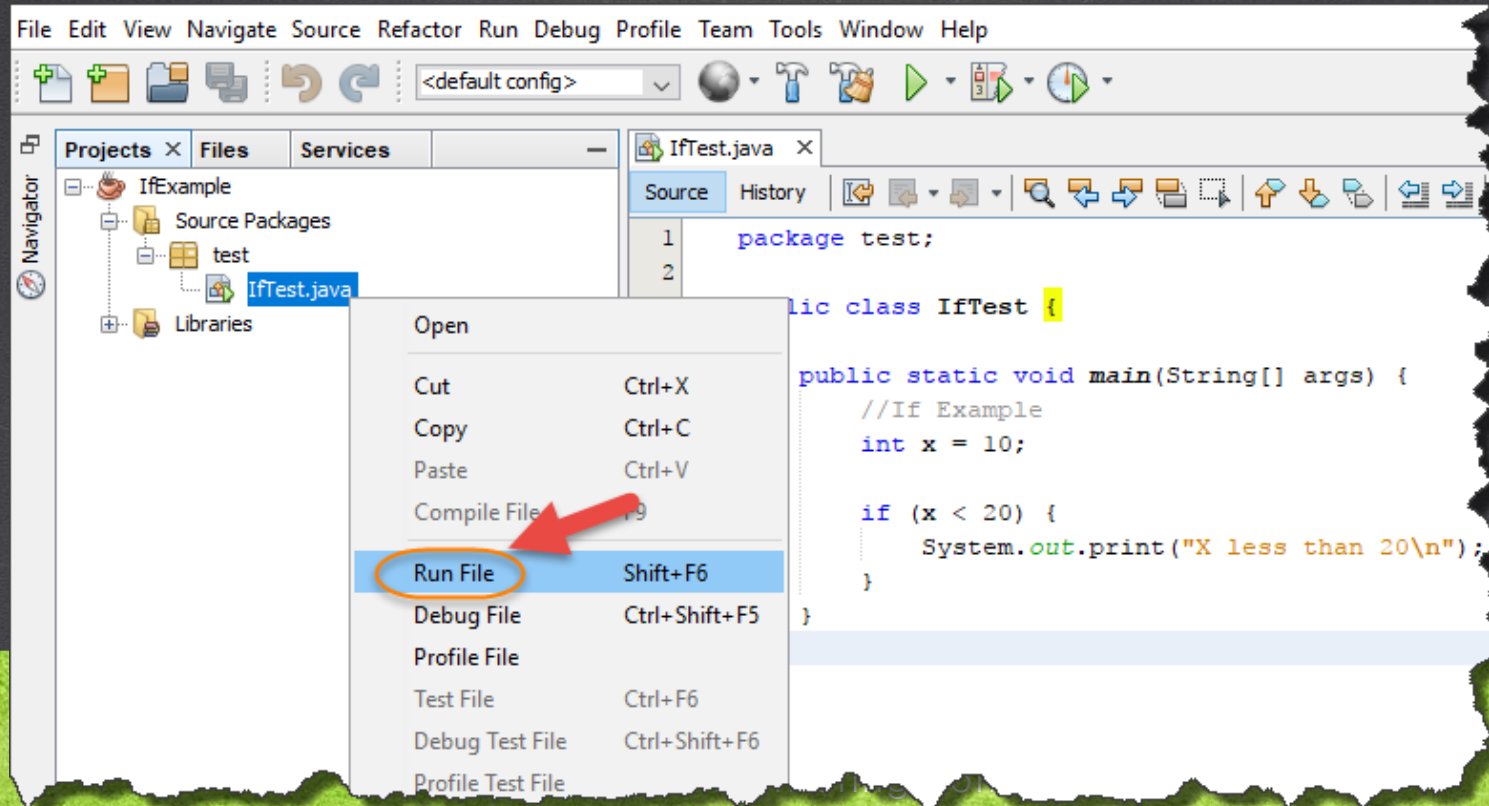 File Edit View Navigate Source Refactor Run Debug Profile Team Tools Window Help
<default config>
Projects Files Services
Navigator
IfExample
Source Packages
test
IfTest.java
Libraries
IfTest.java
Source History
1 package test;
2
lic class IfTest {
public static void main(String[] args) {
//If Example
int x = 10;
if (x < 20) {
System.out.print("X less than 20\n");
}
}
Open
Cut Ctrl+X
Copy Ctrl+C
Paste Ctrl+V
Compile File F9
Run File Shift+F6
Debug File Ctrl+Shift+F5
Profile File
Test File Ctrl+F6
Debug Test File Ctrl+Shift+F6
Profile Test File